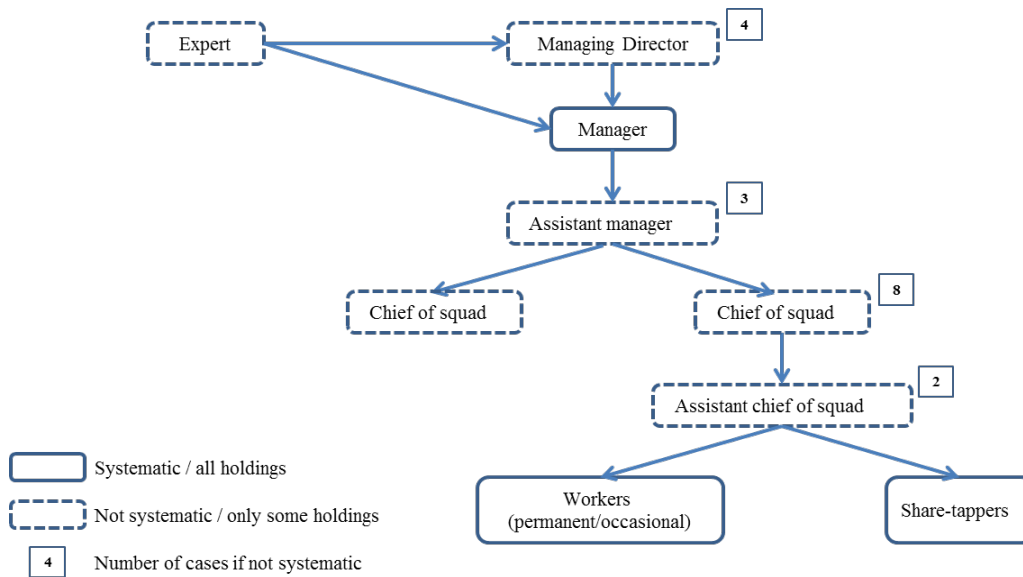 4
Expert
Managing Director
Manager
3
Assistant manager
8
Chief of squad
Chief of squad
2
Assistant chief of squad
Systematic / all holdings
Workers
(permanent/occasional)
Share-tappers
Not systematic / only some holdings
4
Number of cases if not systematic